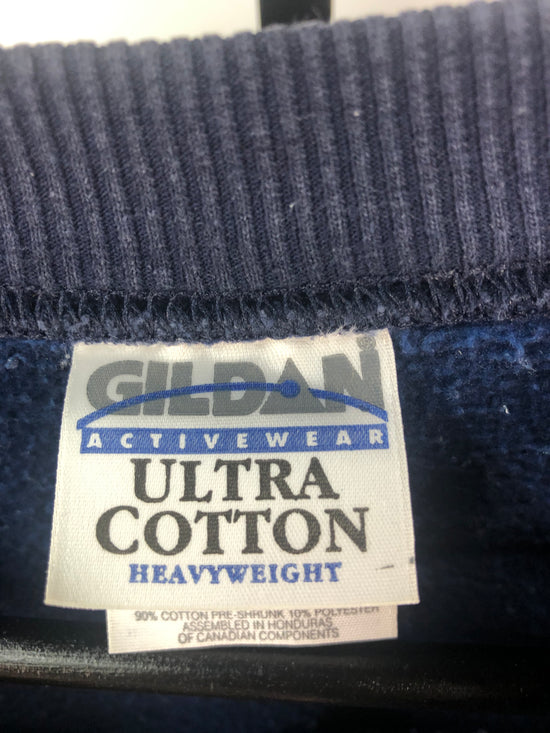 GILDAN®
ACTIVEWEAR
ULTRA
COTTON
HEAVYWEIGHT
90% COTTON PRE-SHRUNK 10% POLYESTER
ASSEMBLED IN HONDURAS
OF CANADIAN COMPONENTS